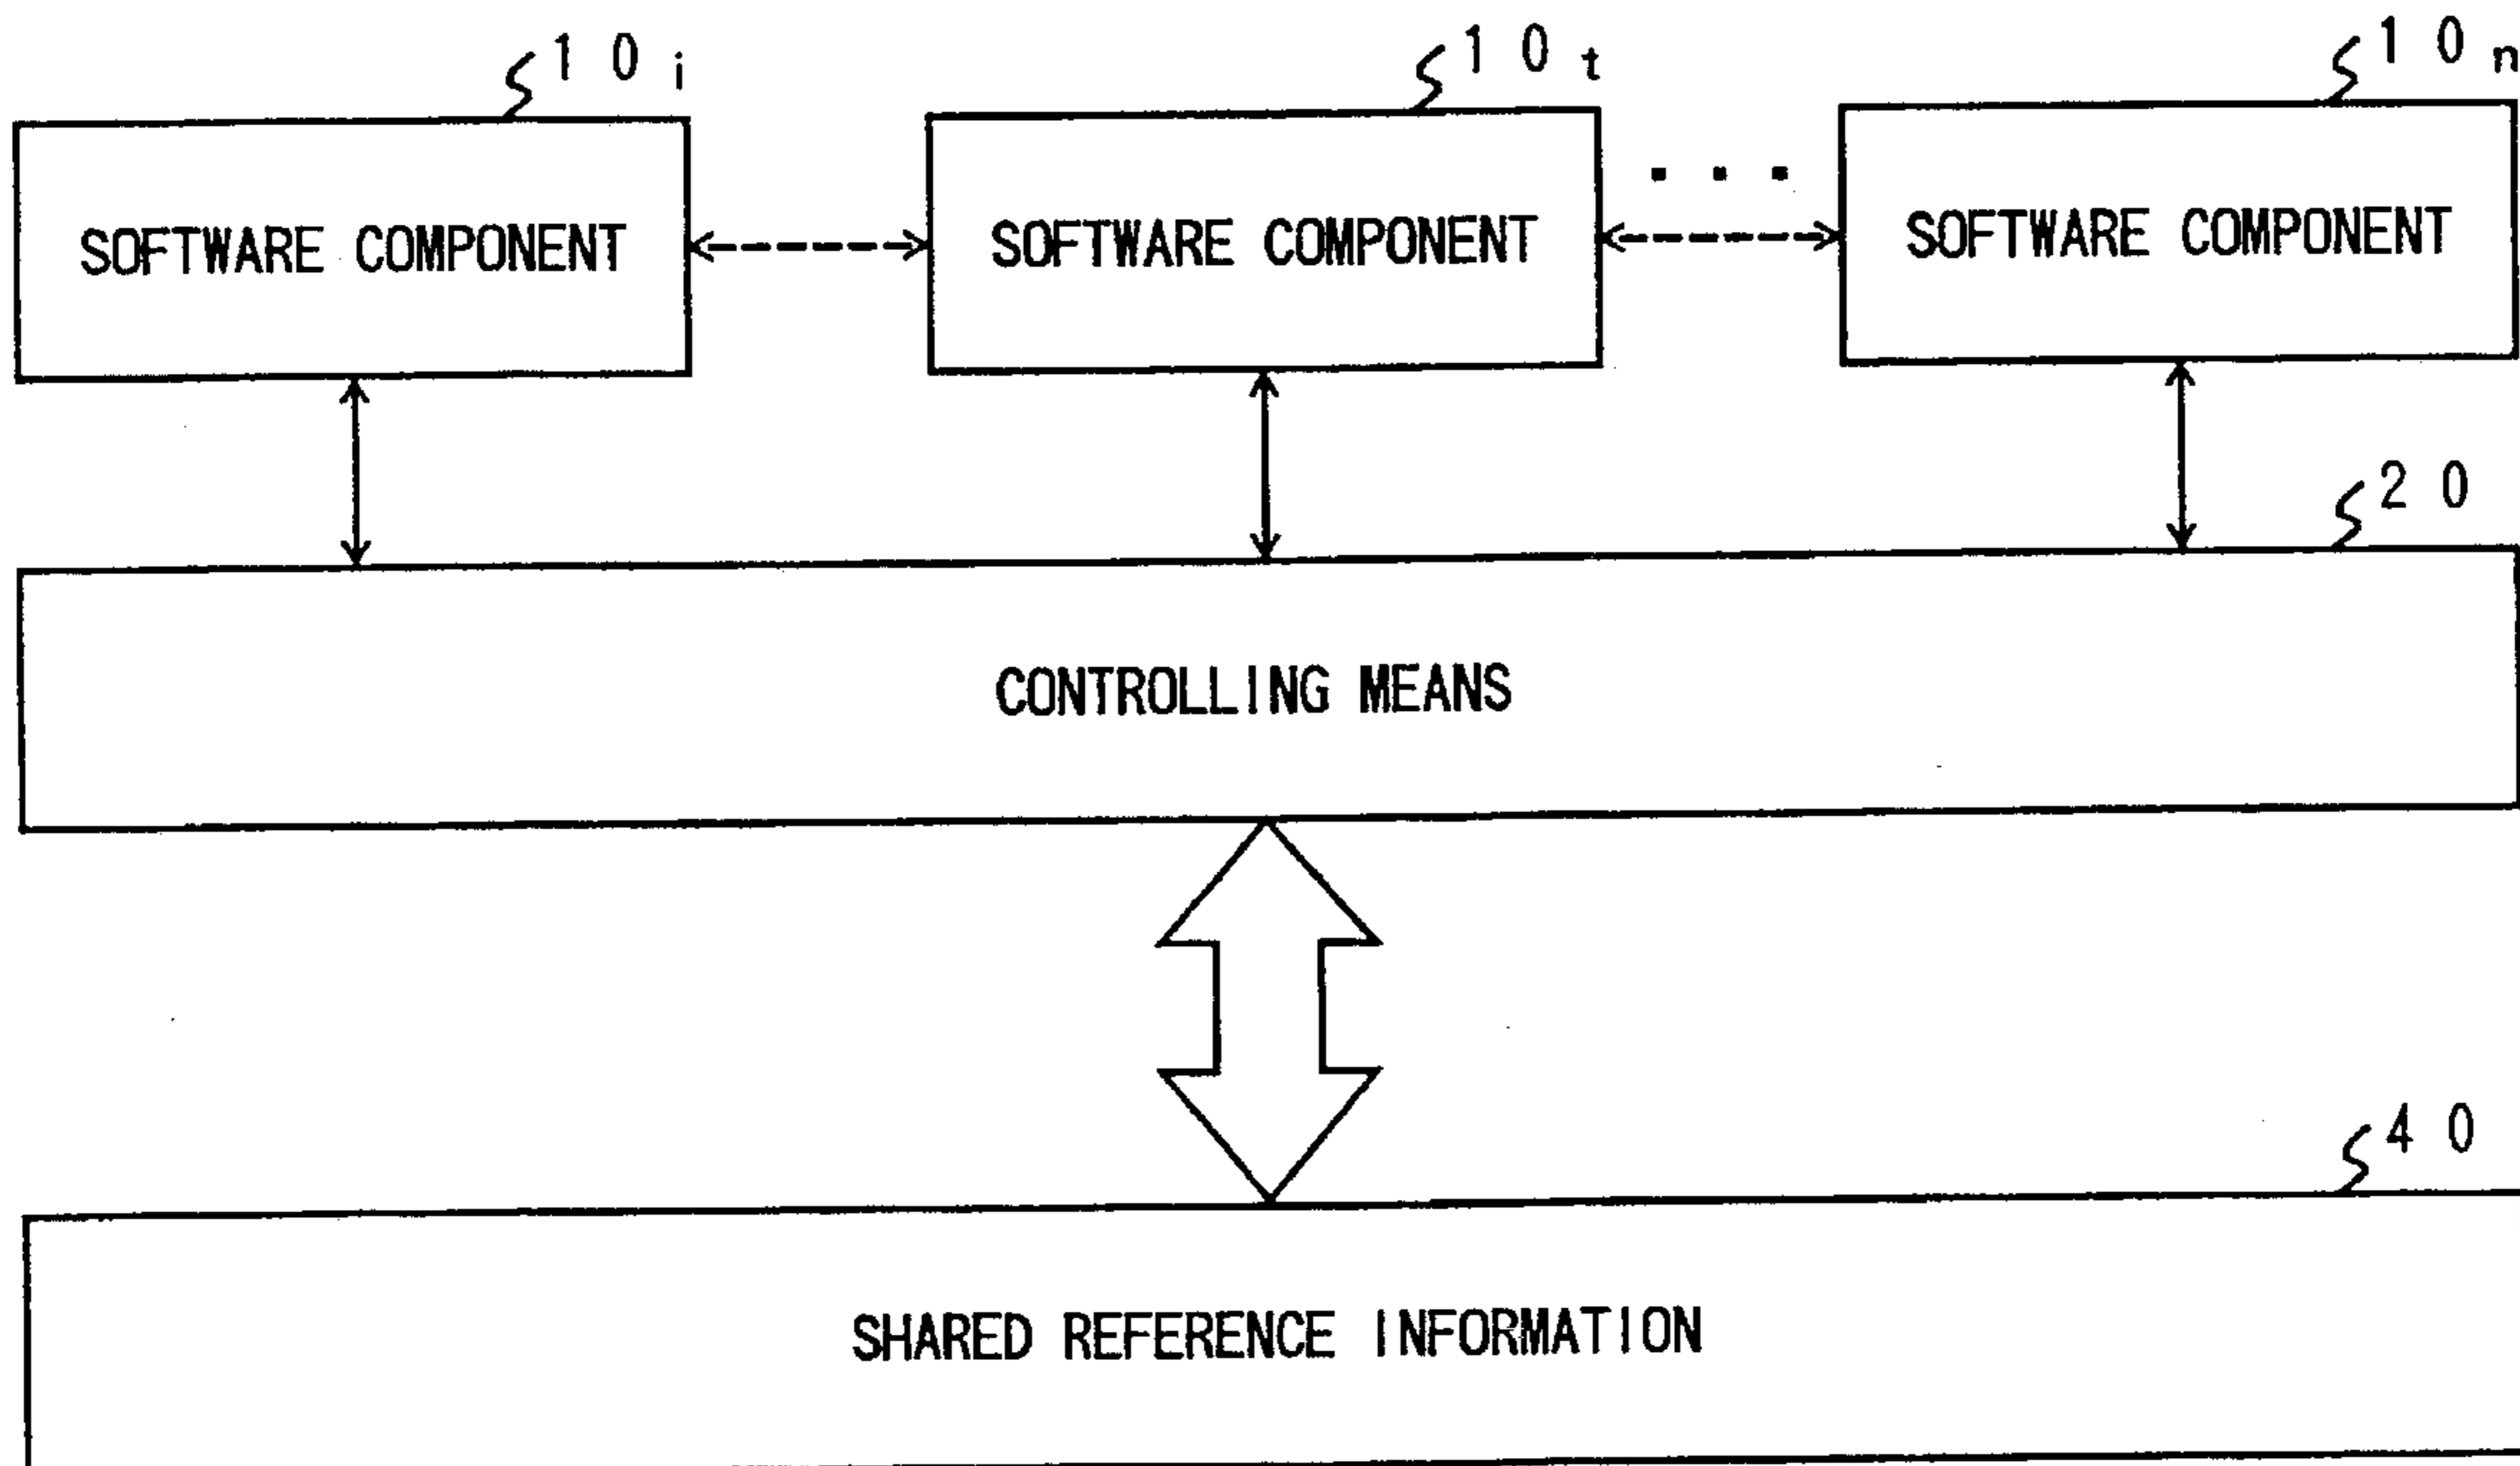 10i 10t 10n
SOFTWARE COMPONENT SOFTWARE COMPONENT ... SOFTWARE COMPONENT
20
CONTROLLING MEANS
40
SHARED REFERENCE INFORMATION